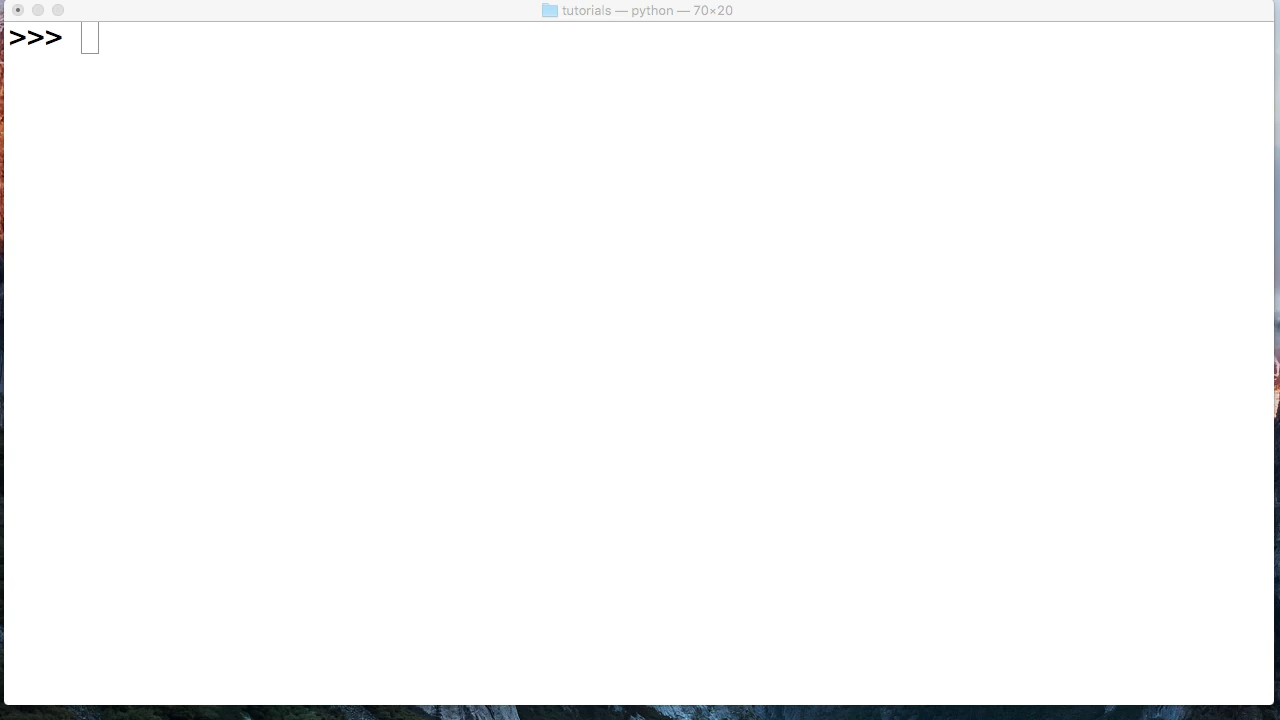 tutorials — python — 70×20
>>>